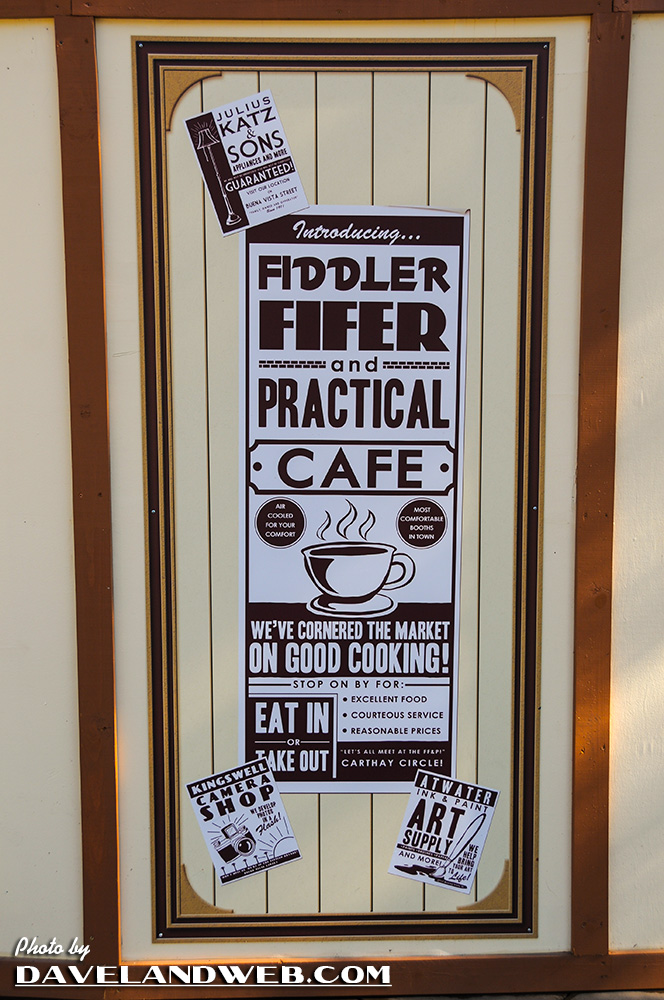 JULIUS
KATZ
&
SONS
APPLIANCES AND MORE
GUARANTEED!
VISIT OUR LOCATION
ON
BUENA VISTA STREET
Introducing...
FIDDLER
FIFER
and
PRACTICAL
CAFE
AIR
COOLED
FOR YOUR
COMFORT
MOST
COMFORTABLE
BOOTHS
IN TOWN
WE'VE CORNERED THE MARKET
ON GOOD COOKING!
STOP ON BY FOR:
EAT IN
OR
TAKE OUT
• EXCELLENT FOOD
• COURTEOUS SERVICE
• REASONABLE PRICES
"LET'S ALL MEET AT THE FF&P!"
CARTHAY CIRCLE!
KINGSWELL
CAMERA
SHOP
WE DEVELOP
PHOTOS
IN A
Flash!
ATWATER
INK & PAINT
ART
SUPPLY
AND MORE!
WE
HELP
BRING
YOUR ART
TO Life!
Photo by
DAVELANDWEB.COM